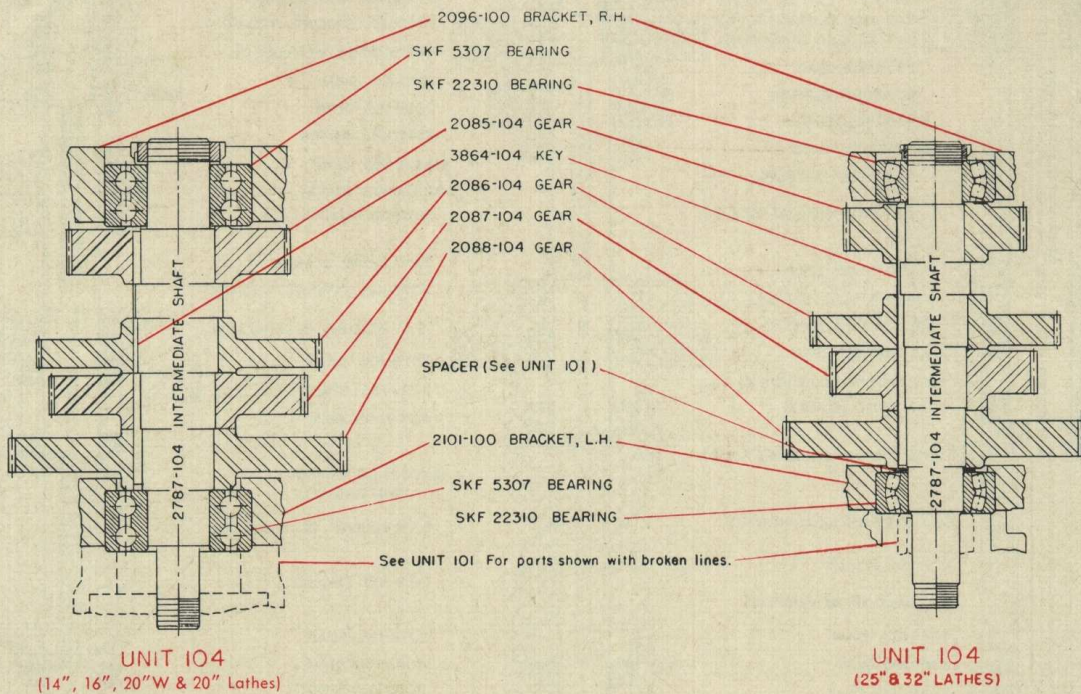 2096-100 BRACKET, R.H.
SKF 5307 BEARING
SKF 22310 BEARING
2085-104 GEAR
3864-104 KEY
2086-104 GEAR
2087-104 GEAR
2088-104 GEAR
2787-104 INTERMEDIATE SHAFT
2787-104 INTERMEDIATE SHAFT
SPACER (See UNIT 101)
2101-100 BRACKET, L.H.
SKF 5307 BEARING
SKF 22310 BEARING
See UNIT 101 For parts shown with broken lines.
UNIT 104
(14", 16", 20"W & 20" Lathes)
UNIT 104
(25" & 32" LATHES)